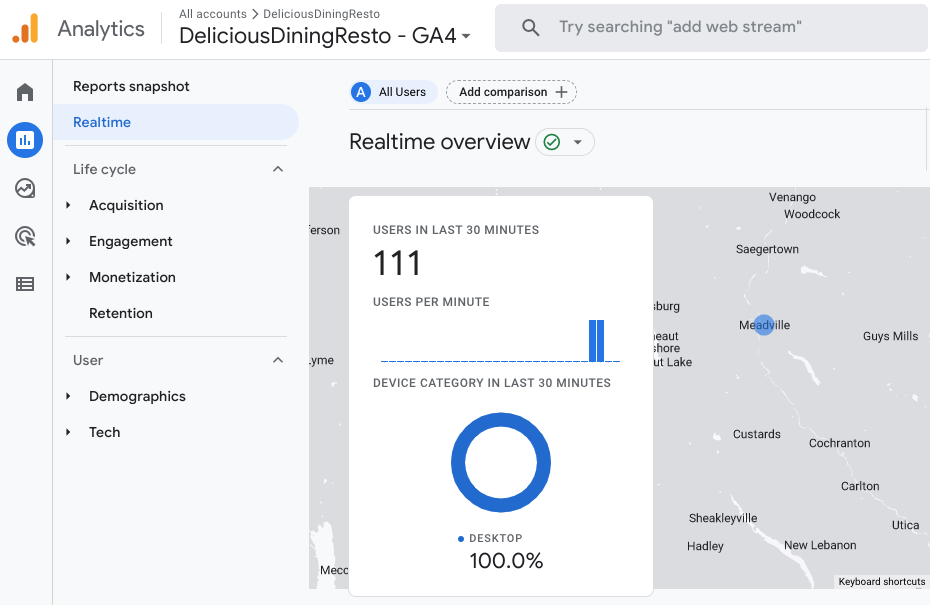 Analytics
All accounts > DeliciousDiningResto
DeliciousDiningResto - GA4
Try searching "add web stream"
Reports snapshot
Realtime
Life cycle
Acquisition
Engagement
Monetization
Retention
User
Demographics
Tech
A All Users
Add comparison +
Realtime overview
USERS IN LAST 30 MINUTES
111
USERS PER MINUTE
DEVICE CATEGORY IN LAST 30 MINUTES
DESKTOP
100.0%
ferson
Lyme
Mecc
Venango
Woodcock
Saegertown
sburg
Meadville
neaut
shore
ut Lake
Guys Mills
Custards
Cochranton
Carlton
Sheakleyville
Utica
Hadley
New Lebanon
Keyboard shortcuts